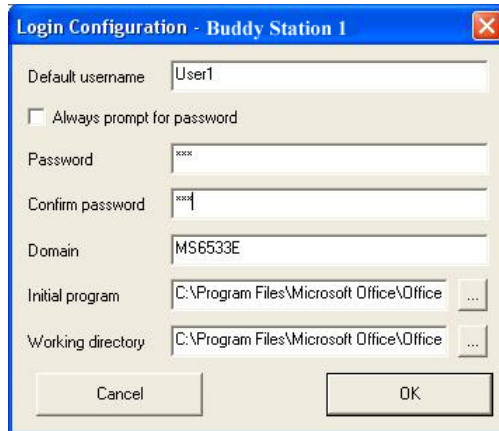 Login Configuration - Buddy Station 1
Default username User1
Always prompt for password
Password ***
Confirm password ***
Domain MS6533E
Initial program C:\Program Files\Microsoft Office\Office ...
Working directory C:\Program Files\Microsoft Office\Office ...
Cancel OK